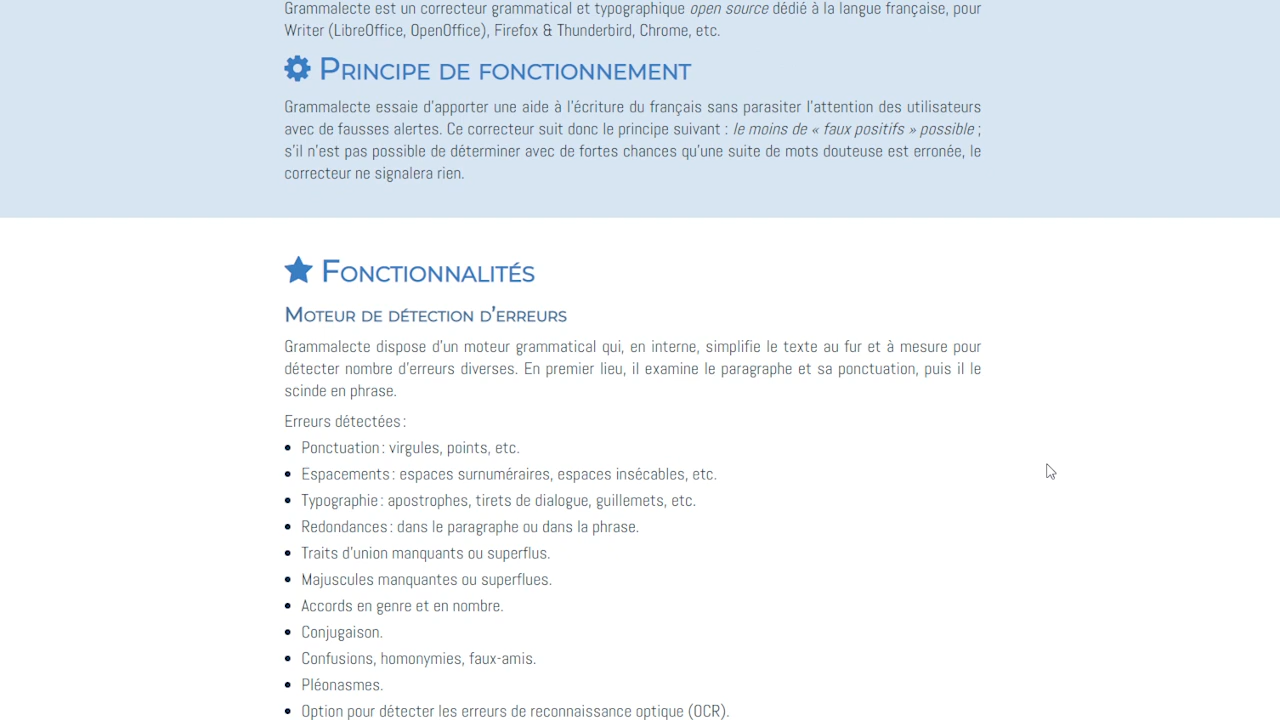 Grammalecte est un correcteur grammatical et typographique open source dédié à la langue française, pour
Writer (LibreOffice, OpenOffice), Firefox & Thunderbird, Chrome, etc.
Principe de fonctionnement
Grammalecte essaie d’apporter une aide à l’écriture du français sans parasiter l’attention des utilisateurs
avec de fausses alertes. Ce correcteur suit donc le principe suivant : le moins de « faux positifs » possible ;
s’il n’est pas possible de déterminer avec de fortes chances qu’une suite de mots douteuse est erronée, le
correcteur ne signalera rien.
Fonctionnalités
Moteur de détection d’erreurs
Grammalecte dispose d’un moteur grammatical qui, en interne, simplifie le texte au fur et à mesure pour
détecter nombre d’erreurs diverses. En premier lieu, il examine le paragraphe et sa ponctuation, puis il le
scinde en phrase.
Erreurs détectées :
• Ponctuation : virgules, points, etc.
• Espacements : espaces surnuméraires, espaces insécables, etc.
• Typographie : apostrophes, tirets de dialogue, guillemets, etc.
• Redondances : dans le paragraphe ou dans la phrase.
• Traits d’union manquants ou superflus.
• Majuscules manquantes ou superflues.
• Accords en genre et en nombre.
• Conjugaison.
• Confusions, homonymies, faux-amis.
• Pléonasmes.
• Option pour détecter les erreurs de reconnaissance optique (OCR).